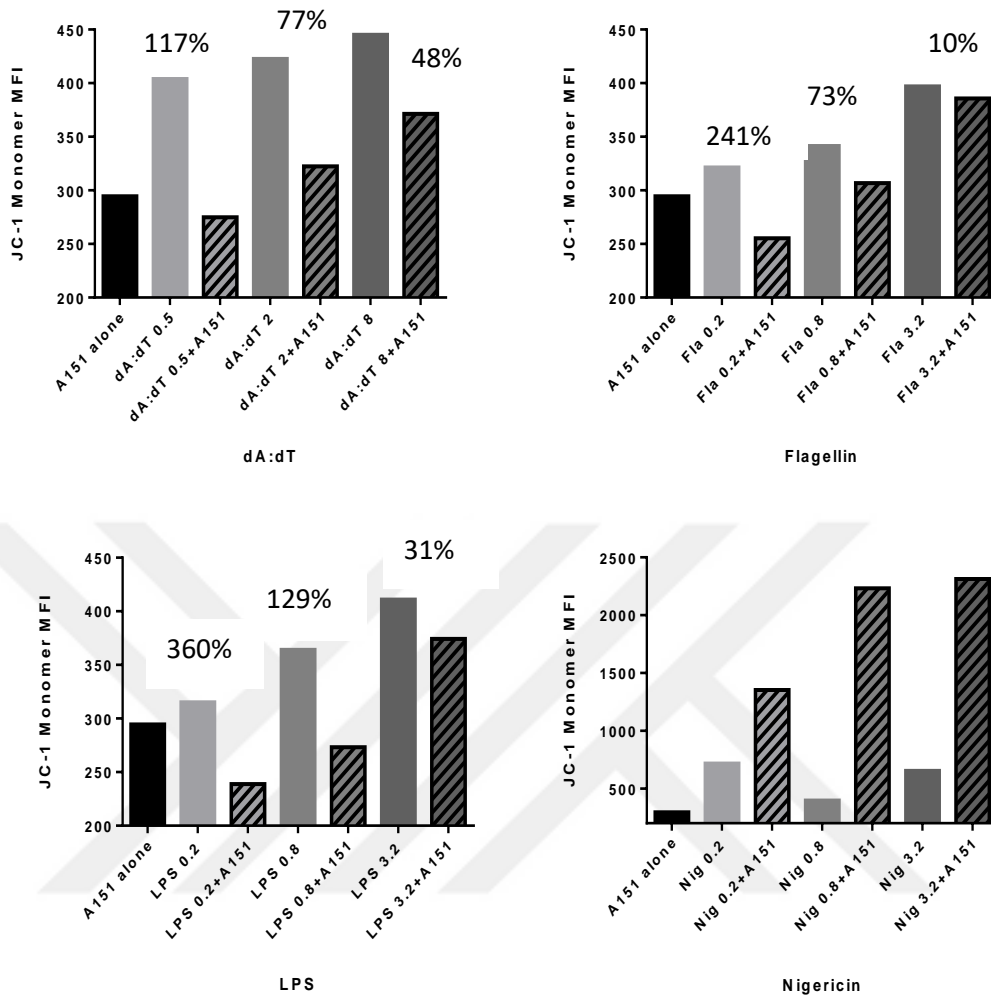 117%
77%
48%
JC-1 Monomer MFI
450
400
350
300
250
200
A151 alone
dA:dT 0.5
dA:dT 0.5+A151
dA:dT 2
dA:dT 2+A151
dA:dT 8
dA:dT 8+A151
dA:dT
241%
73%
10%
JC-1 Monomer MFI
450
400
350
300
250
200
A151 alone
Fla 0.2
Fla 0.2+A151
Fla 0.8
Fla 0.8+A151
Fla 3.2
Fla 3.2+A151
Flagellin
360%
129%
31%
JC-1 Monomer MFI
450
400
350
300
250
200
A151 alone
LPS 0.2
LPS 0.2+A151
LPS 0.8
LPS 0.8+A151
LPS 3.2
LPS 3.2+A151
LPS
JC-1 Monomer MFI
2500
2000
1500
1000
500
A151 alone
Nig 0.2
Nig 0.2+A151
Nig 0.8
Nig 0.8+A151
Nig 3.2
Nig 3.2+A151
Nigericin